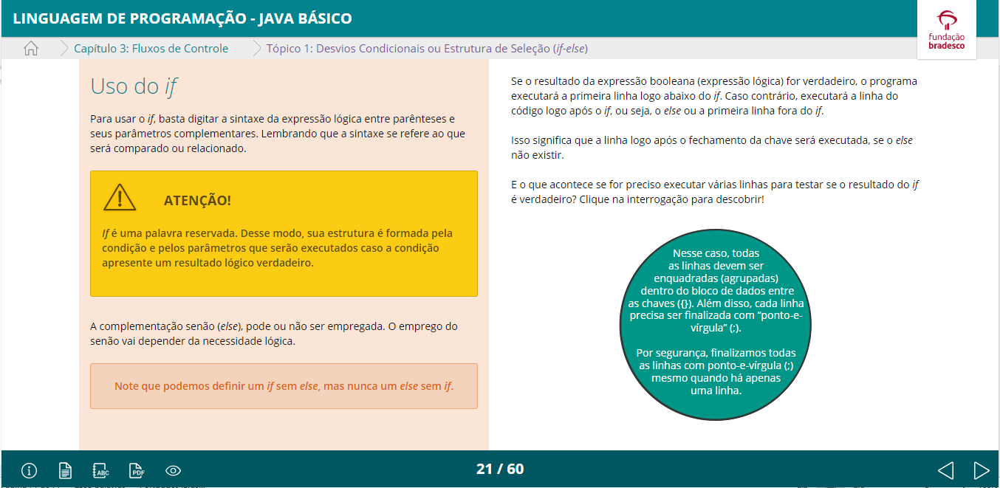 LINGUAGEM DE PROGRAMAÇÃO - JAVA BÁSICO
fundação
bradesco
Capítulo 3: Fluxos de Controle
Tópico 1: Desvios Condicionais ou Estrutura de Seleção (if-else)
Uso do if
Para usar o if, basta digitar a sintaxe da expressão lógica entre parênteses e
seus parâmetros complementares. Lembrando que a sintaxe se refere ao que
será comparado ou relacionado.
ATENÇÃO!
If é uma palavra reservada. Desse modo, sua estrutura é formada pela
condição e pelos parâmetros que serão executados caso a condição
apresente um resultado lógico verdadeiro.
A complementação senão (else), pode ou não ser empregada. O emprego do
senão vai depender da necessidade lógica.
Note que podemos definir um if sem else, mas nunca um else sem if.
Se o resultado da expressão booleana (expressão lógica) for verdadeiro, o programa
executará a primeira linha logo abaixo do if. Caso contrário, executará a linha do
código logo após o if, ou seja, o else ou a primeira linha fora do if.
Isso significa que a linha logo após o fechamento da chave será executada, se o else
não existir.
E o que acontece se for preciso executar várias linhas para testar se o resultado do if
é verdadeiro? Clique na interrogação para descobrir!
Nesse caso, todas
as linhas devem ser
enquadradas (agrupadas)
dentro do bloco de dados entre
as chaves ({}). Além disso, cada linha
precisa ser finalizada com “ponto-e-
vírgula” (;).
Por segurança, finalizamos todas
as linhas com ponto-e-vírgula (;)
mesmo quando há apenas
uma linha.
ABC
PDF
21 / 60